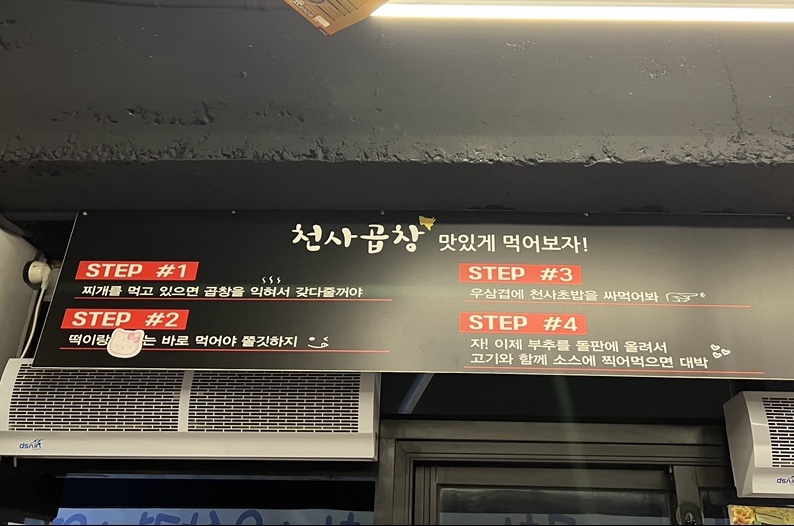 천사곱창 맛있게 먹어보자!
STEP #1
찌개를 먹고 있으면 곱창을 익혀서 갖다줄꺼야
STEP #2
떡이랑 는 바로 먹어야 쫄깃하지
STEP #3
우삼겹에 천사초밥을 싸먹어봐
STEP #4
자! 이제 부추를 돌판에 올려서
고기와 함께 소스에 찍어먹으면 대박